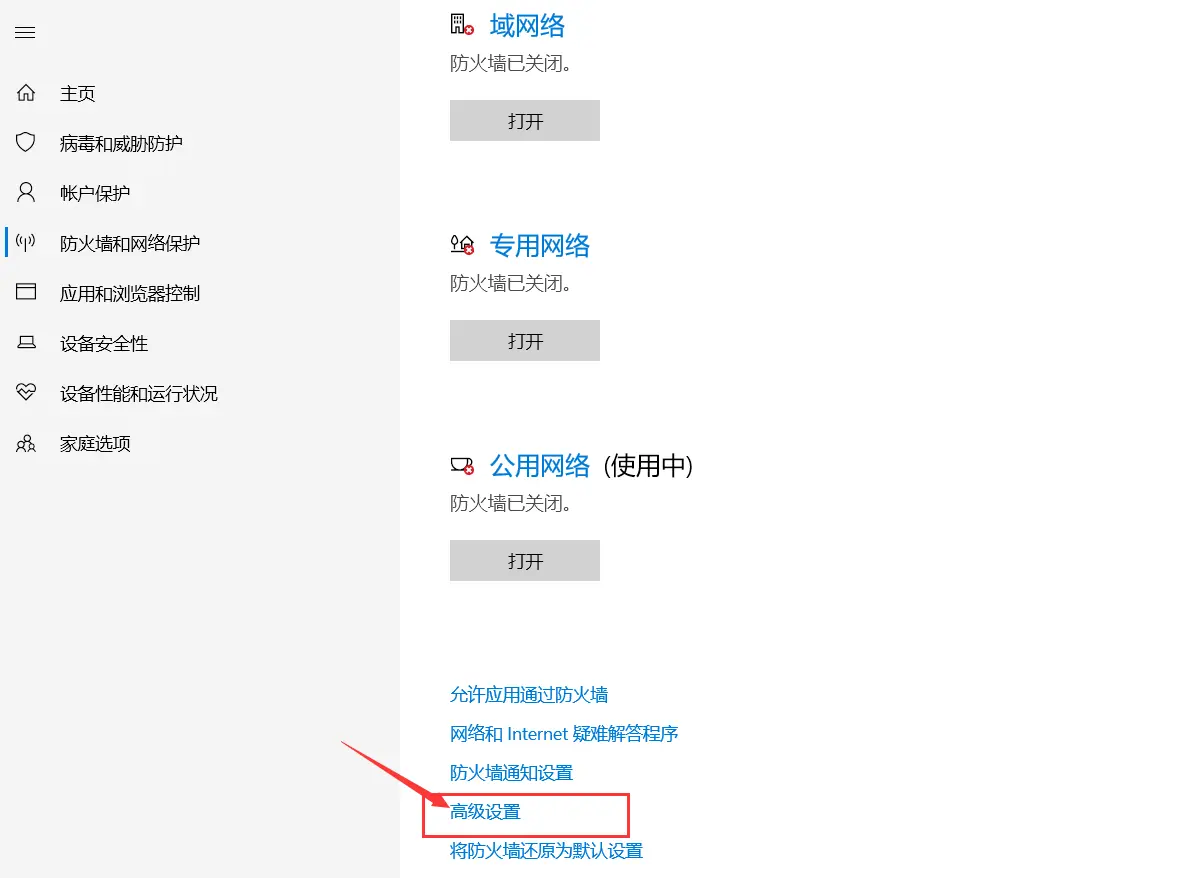 主页
病毒和威胁防护
帐户保护
防火墙和网络保护
应用和浏览器控制
设备安全性
设备性能和运行状况
家庭选项
域网络
防火墙已关闭。
打开
专用网络
防火墙已关闭。
打开
公用网络 (使用中)
防火墙已关闭。
打开
允许应用通过防火墙
网络和 Internet 疑难解答程序
防火墙通知设置
高级设置
将防火墙还原为默认设置